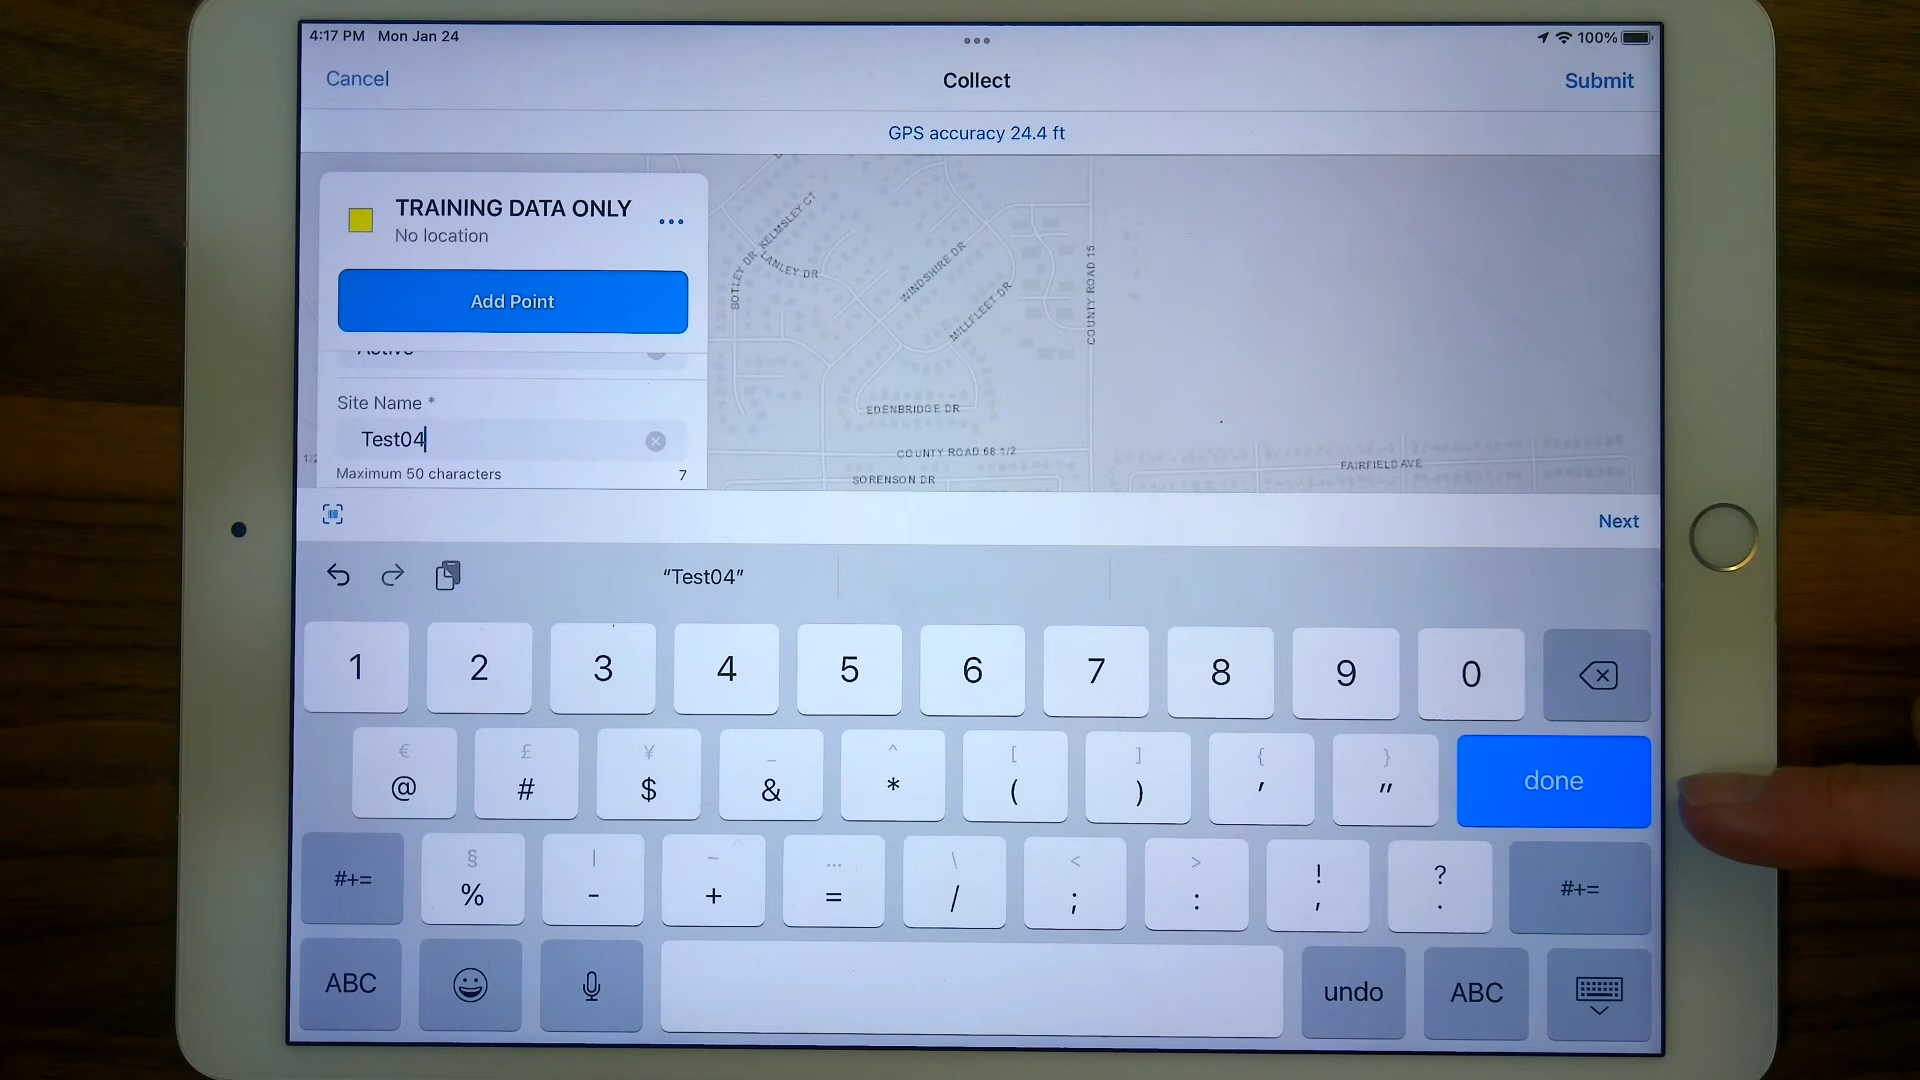 4:17 PM Mon Jan 24
100%
Cancel
Collect
Submit
GPS accuracy 24.4 ft
TRAINING DATA ONLY
No location
Add Point
Active
Site Name *
Test04
Maximum 50 characters
7
KELMSLEY CT
BOTLEY DR
LANLEY DR
WINDSHIRE DR
MILLFLEET DR
COUNTY ROAD 15
EDENBRIDGE DR
1/2
COUNTY ROAD 68 1/2
SORENSON DR
FAIRFIELD AVE
Next
“Test04”
1 2 3 4 5 6 7 8 9 0
€ £ ¥ _ ^ [ ] { }
@ # $ & * ( ) ' "
done
#+=
§ | ~ … \ < > ! ?
% - + = / ; : , .
#+=
ABC
undo
ABC